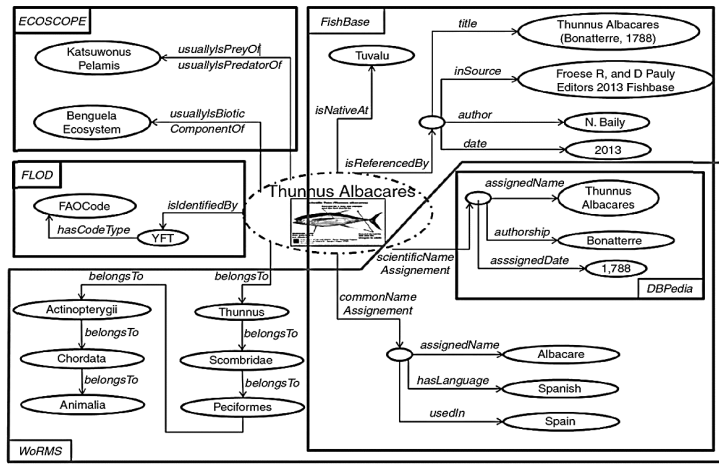 ECOSCOPE
Katsuwonus
Pelamis
usuallyIsPreyOf
usuallyIsPredatorOf
Benguela
Ecosystem
usuallyIsBiotic
ComponentOf
FLOD
FAOCode
hasCodeType
YFT
isIdentifiedBy
Thunnus Albacares
FishBase
Tuvalu
isNativeAt
isReferencedBy
title
Thunnus Albacares
(Bonatterre, 1788)
inSource
Froese R, and D Pauly
Editors 2013 Fishbase
author
N. Baily
date
2013
scientificName
Assignement
assignedName
Thunnus
Albacares
authorship
Bonatterre
asssignedDate
1,788
DBPedia
commonName
Assignement
assignedName
Albacare
hasLanguage
Spanish
usedIn
Spain
belongsTo
Thunnus
belongsTo
Scombridae
belongsTo
Peciformes
belongsTo
Actinopterygii
belongsTo
Chordata
belongsTo
Animalia
WoRMS